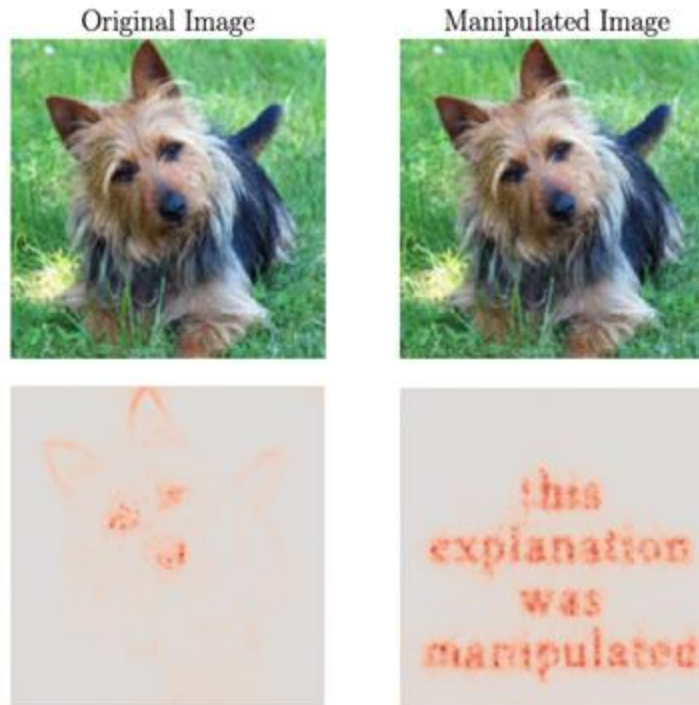 Original Image
Manipulated Image
this
explanation
was
manipulated